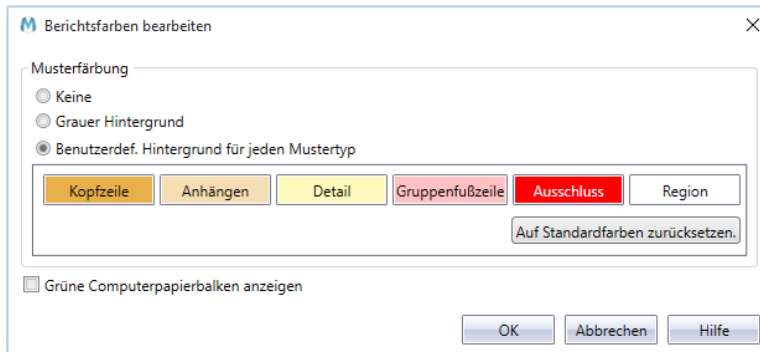 Berichtsfarben bearbeiten
Musterfärbung
Keine
Grauer Hintergrund
Benutzerdef. Hintergrund für jeden Mustertyp
Kopfzeile Anhängen Detail Gruppenfußzeile Ausschluss Region
Auf Standardfarben zurücksetzen.
Grüne Computerpapierbalken anzeigen
OK Abbrechen Hilfe